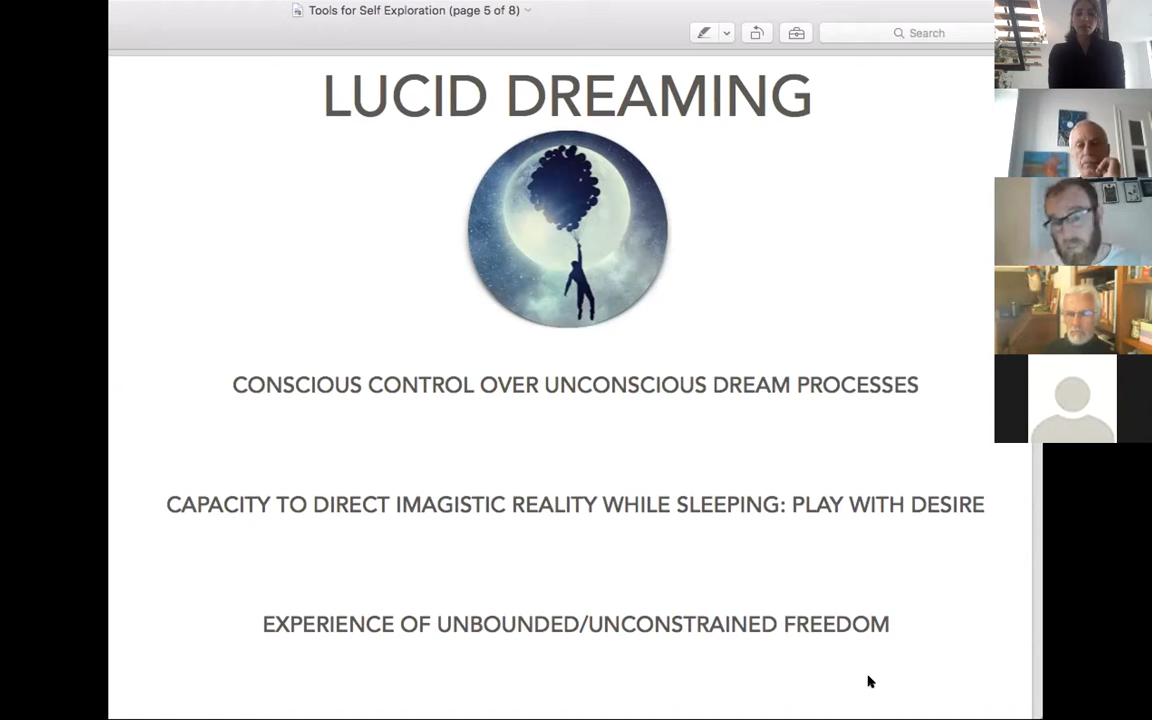 Tools for Self Exploration (page 5 of 8)
Search
LUCID DREAMING
CONSCIOUS CONTROL OVER UNCONSCIOUS DREAM PROCESSES
CAPACITY TO DIRECT IMAGISTIC REALITY WHILE SLEEPING: PLAY WITH DESIRE
EXPERIENCE OF UNBOUNDED/UNCONSTRAINED FREEDOM